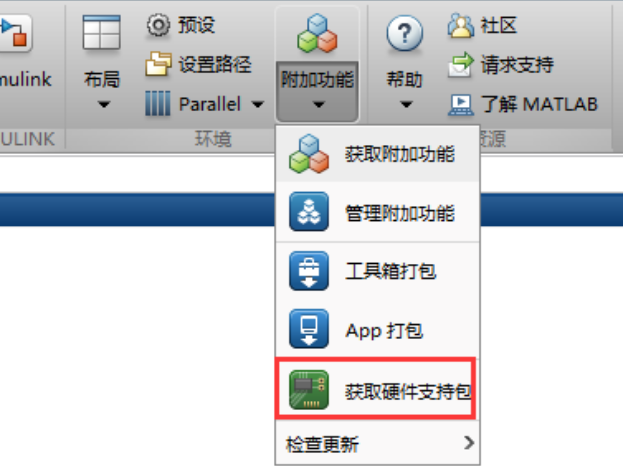 预设
社区
设置路径
请求支持
mulink
布局
附加功能
帮助
Parallel
了解 MATLAB
ULINK
环境
资源
获取附加功能
管理附加功能
工具箱打包
App 打包
获取硬件支持包
检查更新